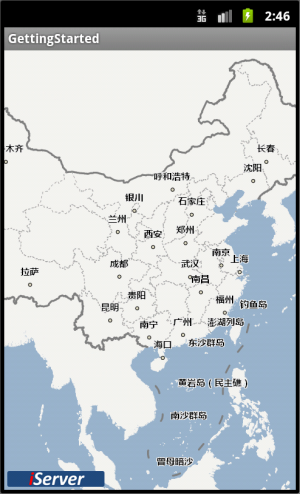 3G 2:46
GettingStarted
木齐
长春
沈阳
呼和浩特
银川
石家庄
兰州
西安
郑州
拉萨
成都
武汉
南京
上海
南昌
贵阳
昆明
福州
钓鱼岛
澎湖列岛
南宁
广州
海口
东沙群岛
黄岩岛（民主礁）
南沙群岛
曾母暗沙
iServer